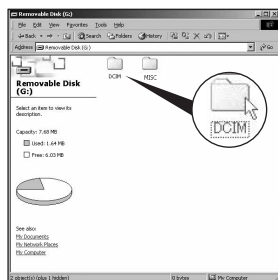 Removable Disk (G:)
File Edit View Favorites Tools Help
Back Search Folders History
Address Removable Disk (G:) Go
Removable Disk (G:)
Select an item to view its description.
Capacity: 7.68 MB
Used: 1.64 MB
Free: 6.03 MB
See also:
My Documents
My Network Places
My Computer
DCIM MISC
DCIM
2 object(s) (plus 1 hidden) 0 bytes My Computer